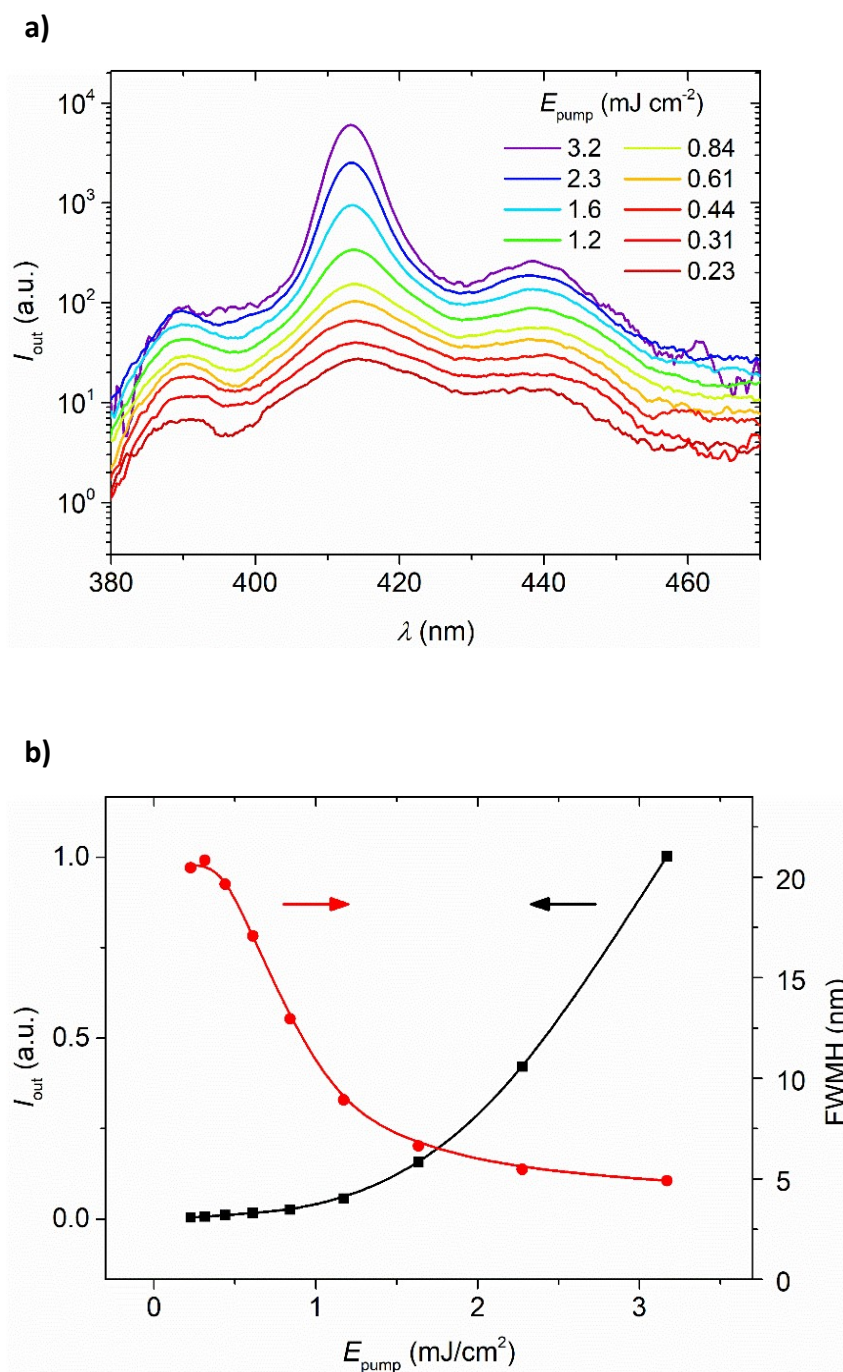 a)
E_pump (mJ cm⁻²)
3.2 0.84
2.3 0.61
1.6 0.44
1.2 0.31
0.23
10⁴
10³
10²
10¹
10⁰
I_out (a.u.)
380 400 420 440 460
λ (nm)
b)
1.0
0.5
0.0
I_out (a.u.)
20
15
10
5
0
FWMH (nm)
0 1 2 3
E_pump (mJ/cm²)